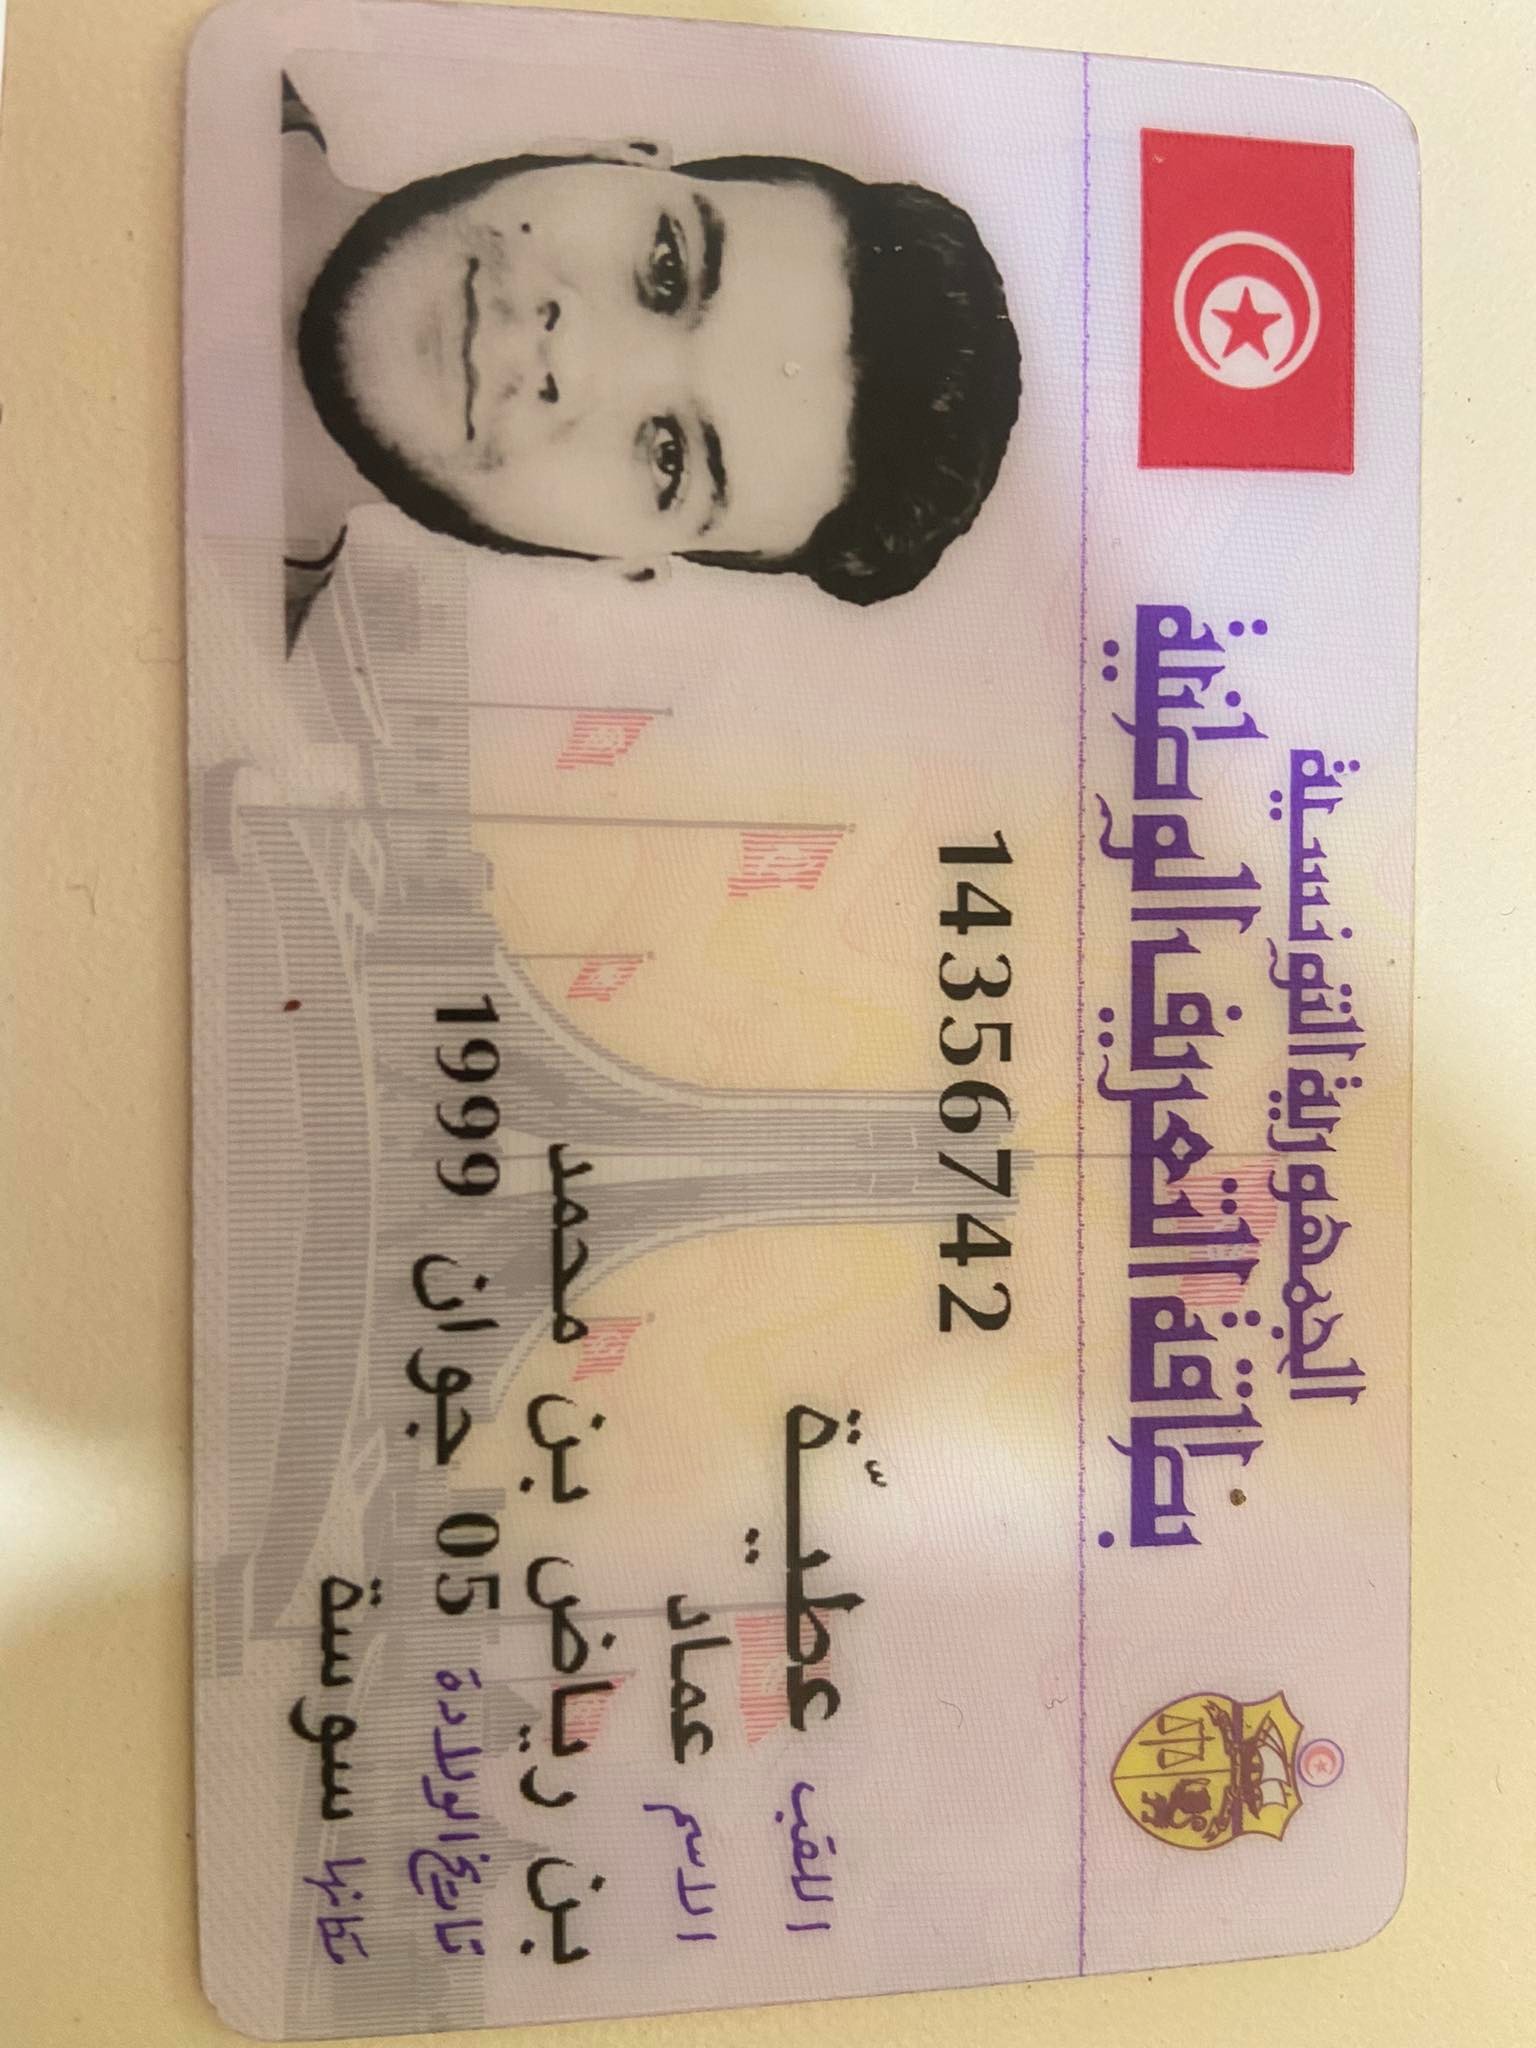 الجمهورية التونسية
بطاقة التعريف الوطنية
14356742
اللقب عطيّة
الاسم عماد
بن رياض بن محمد
تاريخ الولادة 05 جوان 1999
مكانها سوسة